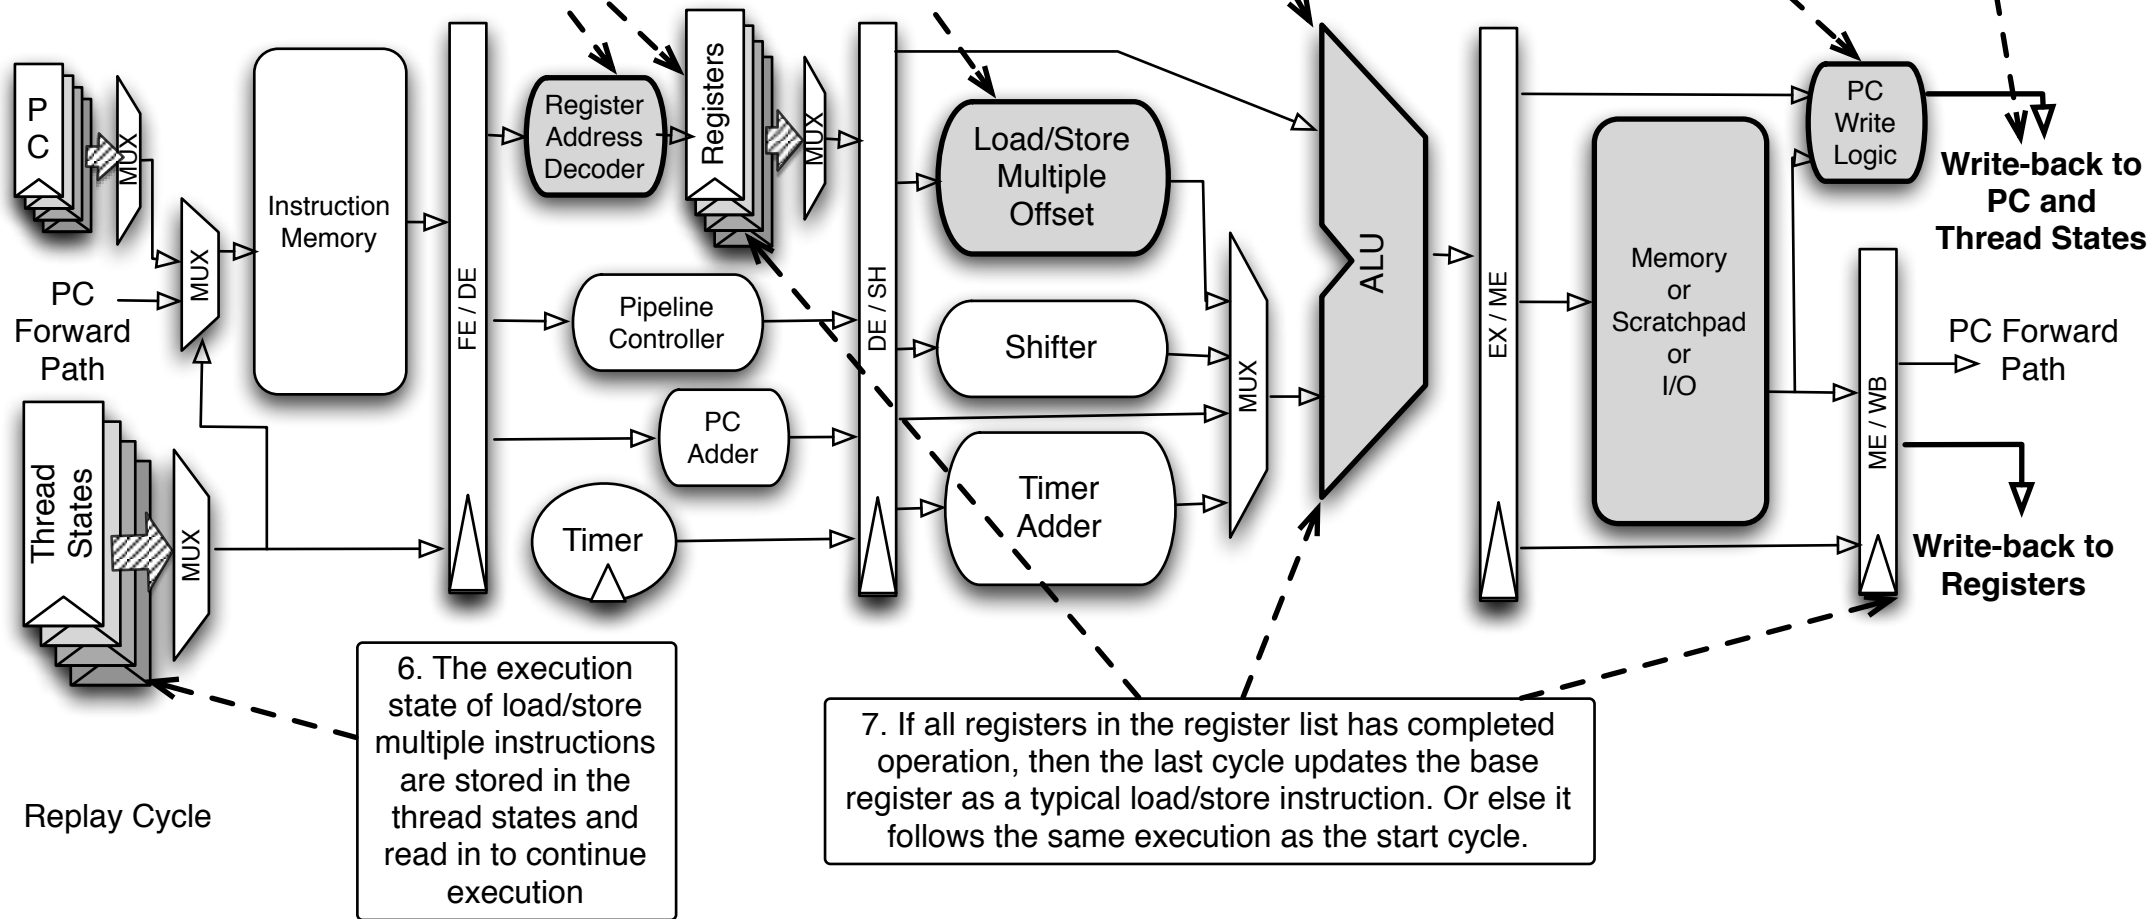 P
C
MUX
MUX
PC
Forward
Path
Thread
States
MUX
Instruction
Memory
FE / DE
Register
Address
Decoder
Registers
MUX
Pipeline
Controller
PC
Adder
Timer
DE / SH
Load/Store
Multiple
Offset
Shifter
Timer
Adder
MUX
ALU
EX / ME
Memory
or
Scratchpad
or
I/O
PC
Write
Logic
ME / WB
Write-back to
PC and
Thread States
PC Forward
Path
Write-back to
Registers
Replay Cycle
6. The execution
state of load/store
multiple instructions
are stored in the
thread states and
read in to continue
execution
7. If all registers in the register list has completed
operation, then the last cycle updates the base
register as a typical load/store instruction. Or else it
follows the same execution as the start cycle.